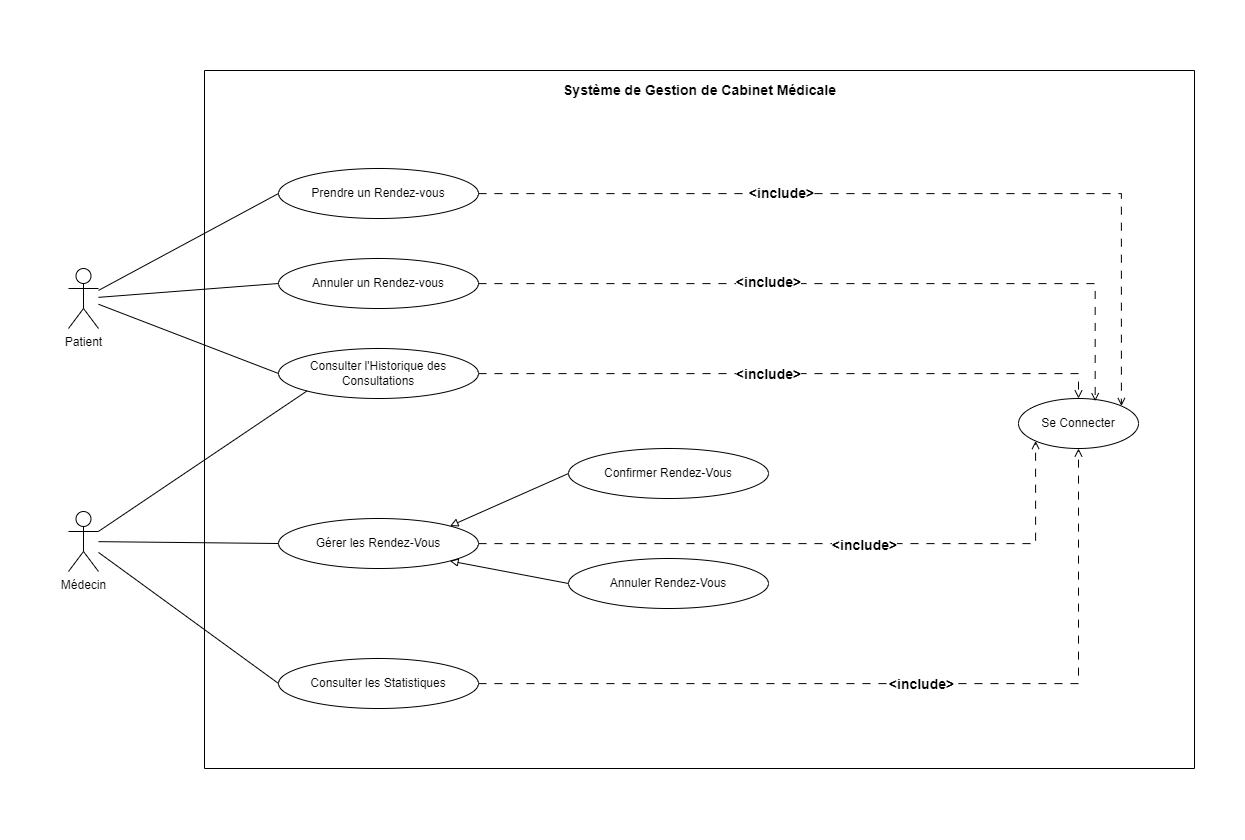 Système de Gestion de Cabinet Médicale
Prendre un Rendez-vous
<include>
Annuler un Rendez-vous
<include>
Patient
Consulter l'Historique des
Consultations
<include>
Se Connecter
Confirmer Rendez-Vous
Gérer les Rendez-Vous
<include>
Médecin
Annuler Rendez-Vous
Consulter les Statistiques
<include>